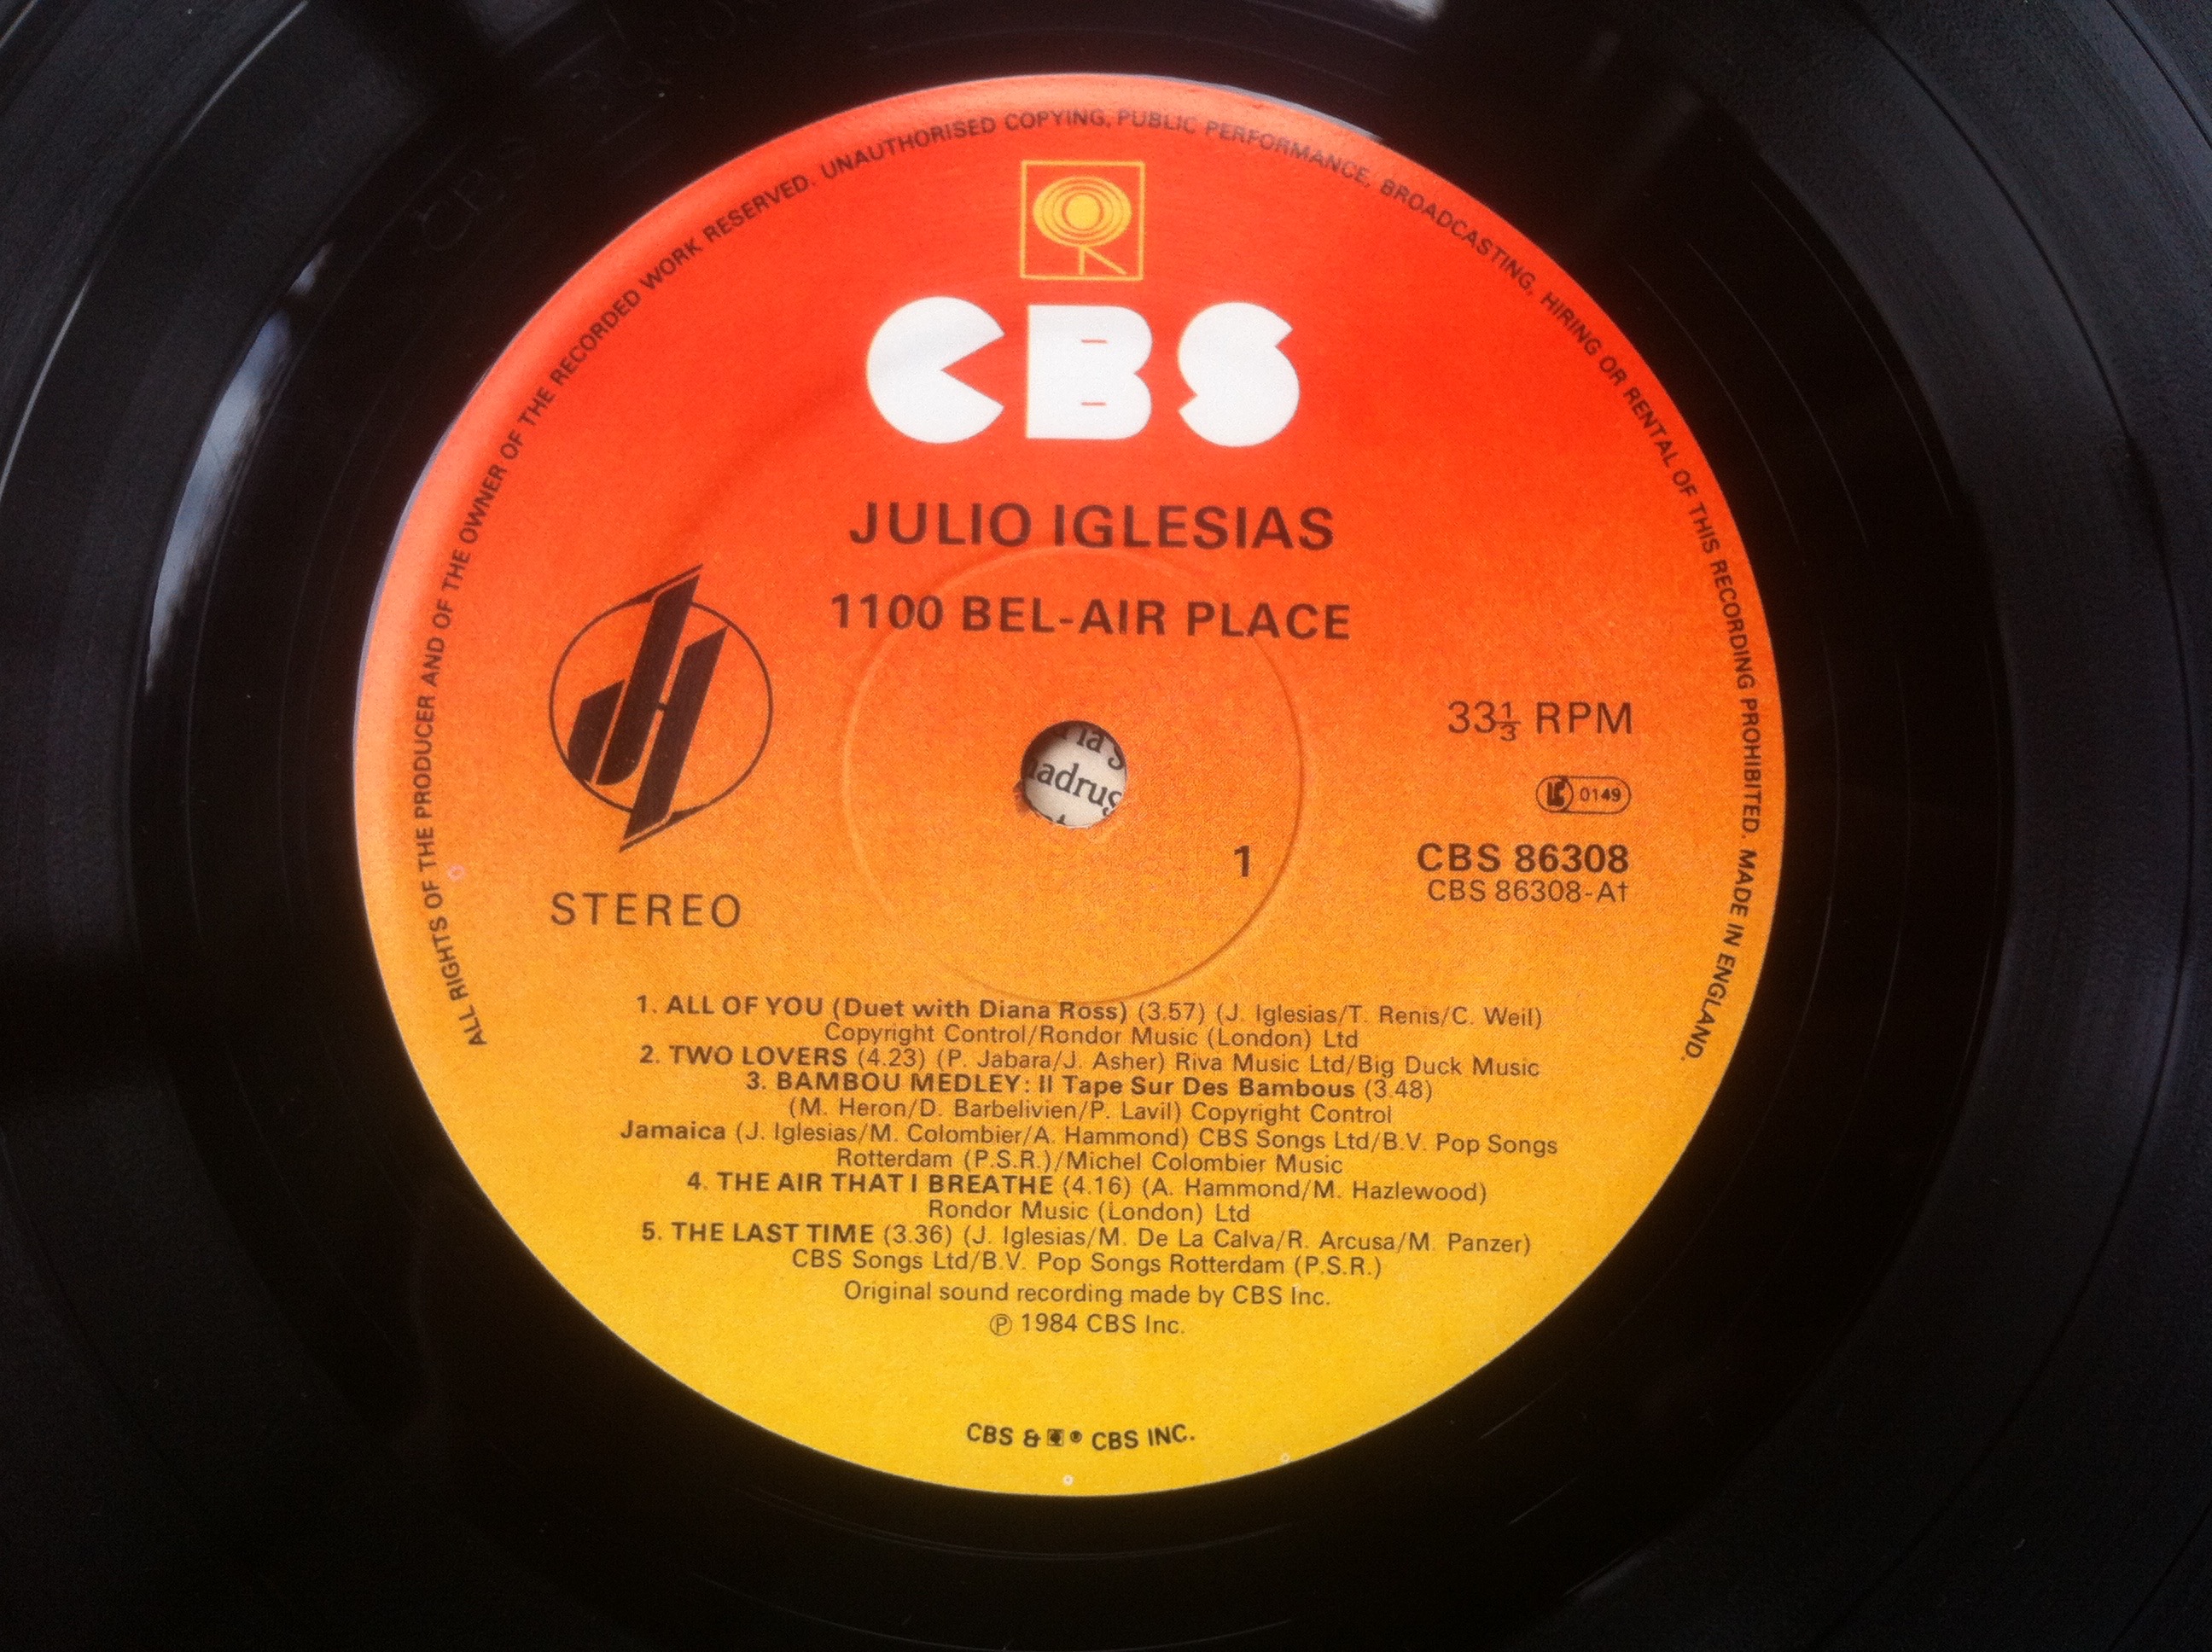 ALL RIGHTS OF THE PRODUCER AND OF THE OWNER OF THE RECORDED WORK RESERVED. UNAUTHORISED COPYING, PUBLIC PERFORMANCE, BROADCASTING, HIRING OR RENTAL OF THIS RECORDING PROHIBITED. MADE IN ENGLAND.
CBS
JULIO IGLESIAS
1100 BEL-AIR PLACE
33⅓ RPM
LC 0149
1
CBS 86308
CBS 86308-A†
STEREO
1. ALL OF YOU (Duet with Diana Ross) (3.57) (J. Iglesias/T. Renis/C. Weil)
Copyright Control/Rondor Music (London) Ltd
2. TWO LOVERS (4.23) (P. Jabara/J. Asher) Riva Music Ltd/Big Duck Music
3. BAMBOU MEDLEY: Il Tape Sur Des Bambous (3.48)
(M. Heron/D. Barbelivien/P. Lavil) Copyright Control
Jamaica (J. Iglesias/M. Colombier/A. Hammond) CBS Songs Ltd/B.V. Pop Songs
Rotterdam (P.S.R.)/Michel Colombier Music
4. THE AIR THAT I BREATHE (4.16) (A. Hammond/M. Hazlewood)
Rondor Music (London) Ltd
5. THE LAST TIME (3.36) (J. Iglesias/M. De La Calva/R. Arcusa/M. Panzer)
CBS Songs Ltd/B.V. Pop Songs Rotterdam (P.S.R.)
Original sound recording made by CBS Inc.
℗ 1984 CBS Inc.
CBS & ® CBS INC.